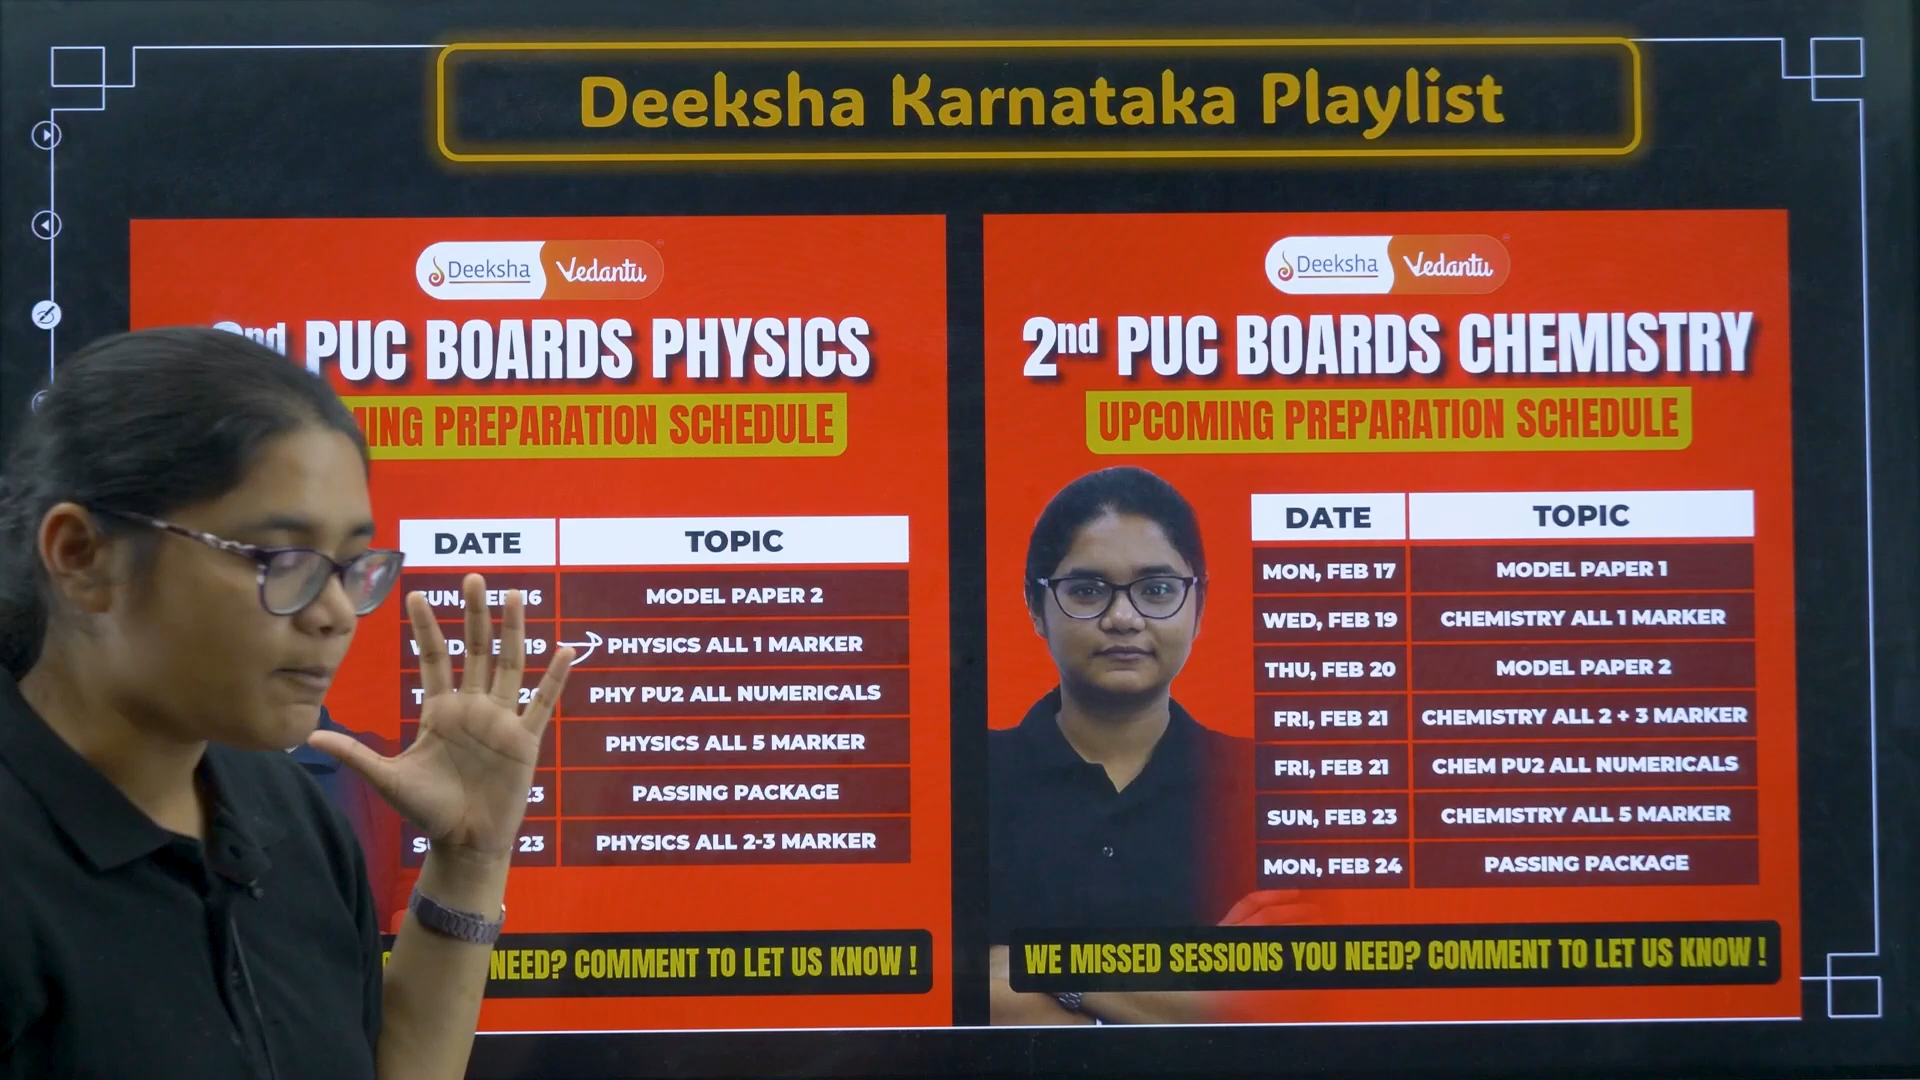 Deeksha Karnataka Playlist
Deeksha Vedantu
PUC BOARDS PHYSICS
PREPARATION SCHEDULE
DATE TOPIC
MODEL PAPER 2
19 PHYSICS ALL 1 MARKER
PHY PU2 ALL NUMERICALS
PHYSICS ALL 5 MARKER
PASSING PACKAGE
23 PHYSICS ALL 2-3 MARKER
NEED? COMMENT TO LET US KNOW !
Deeksha Vedantu
2nd PUC BOARDS CHEMISTRY
UPCOMING PREPARATION SCHEDULE
DATE TOPIC
MON, FEB 17 MODEL PAPER 1
WED, FEB 19 CHEMISTRY ALL 1 MARKER
THU, FEB 20 MODEL PAPER 2
FRI, FEB 21 CHEMISTRY ALL 2 + 3 MARKER
FRI, FEB 21 CHEM PU2 ALL NUMERICALS
SUN, FEB 23 CHEMISTRY ALL 5 MARKER
MON, FEB 24 PASSING PACKAGE
WE MISSED SESSIONS YOU NEED? COMMENT TO LET US KNOW !